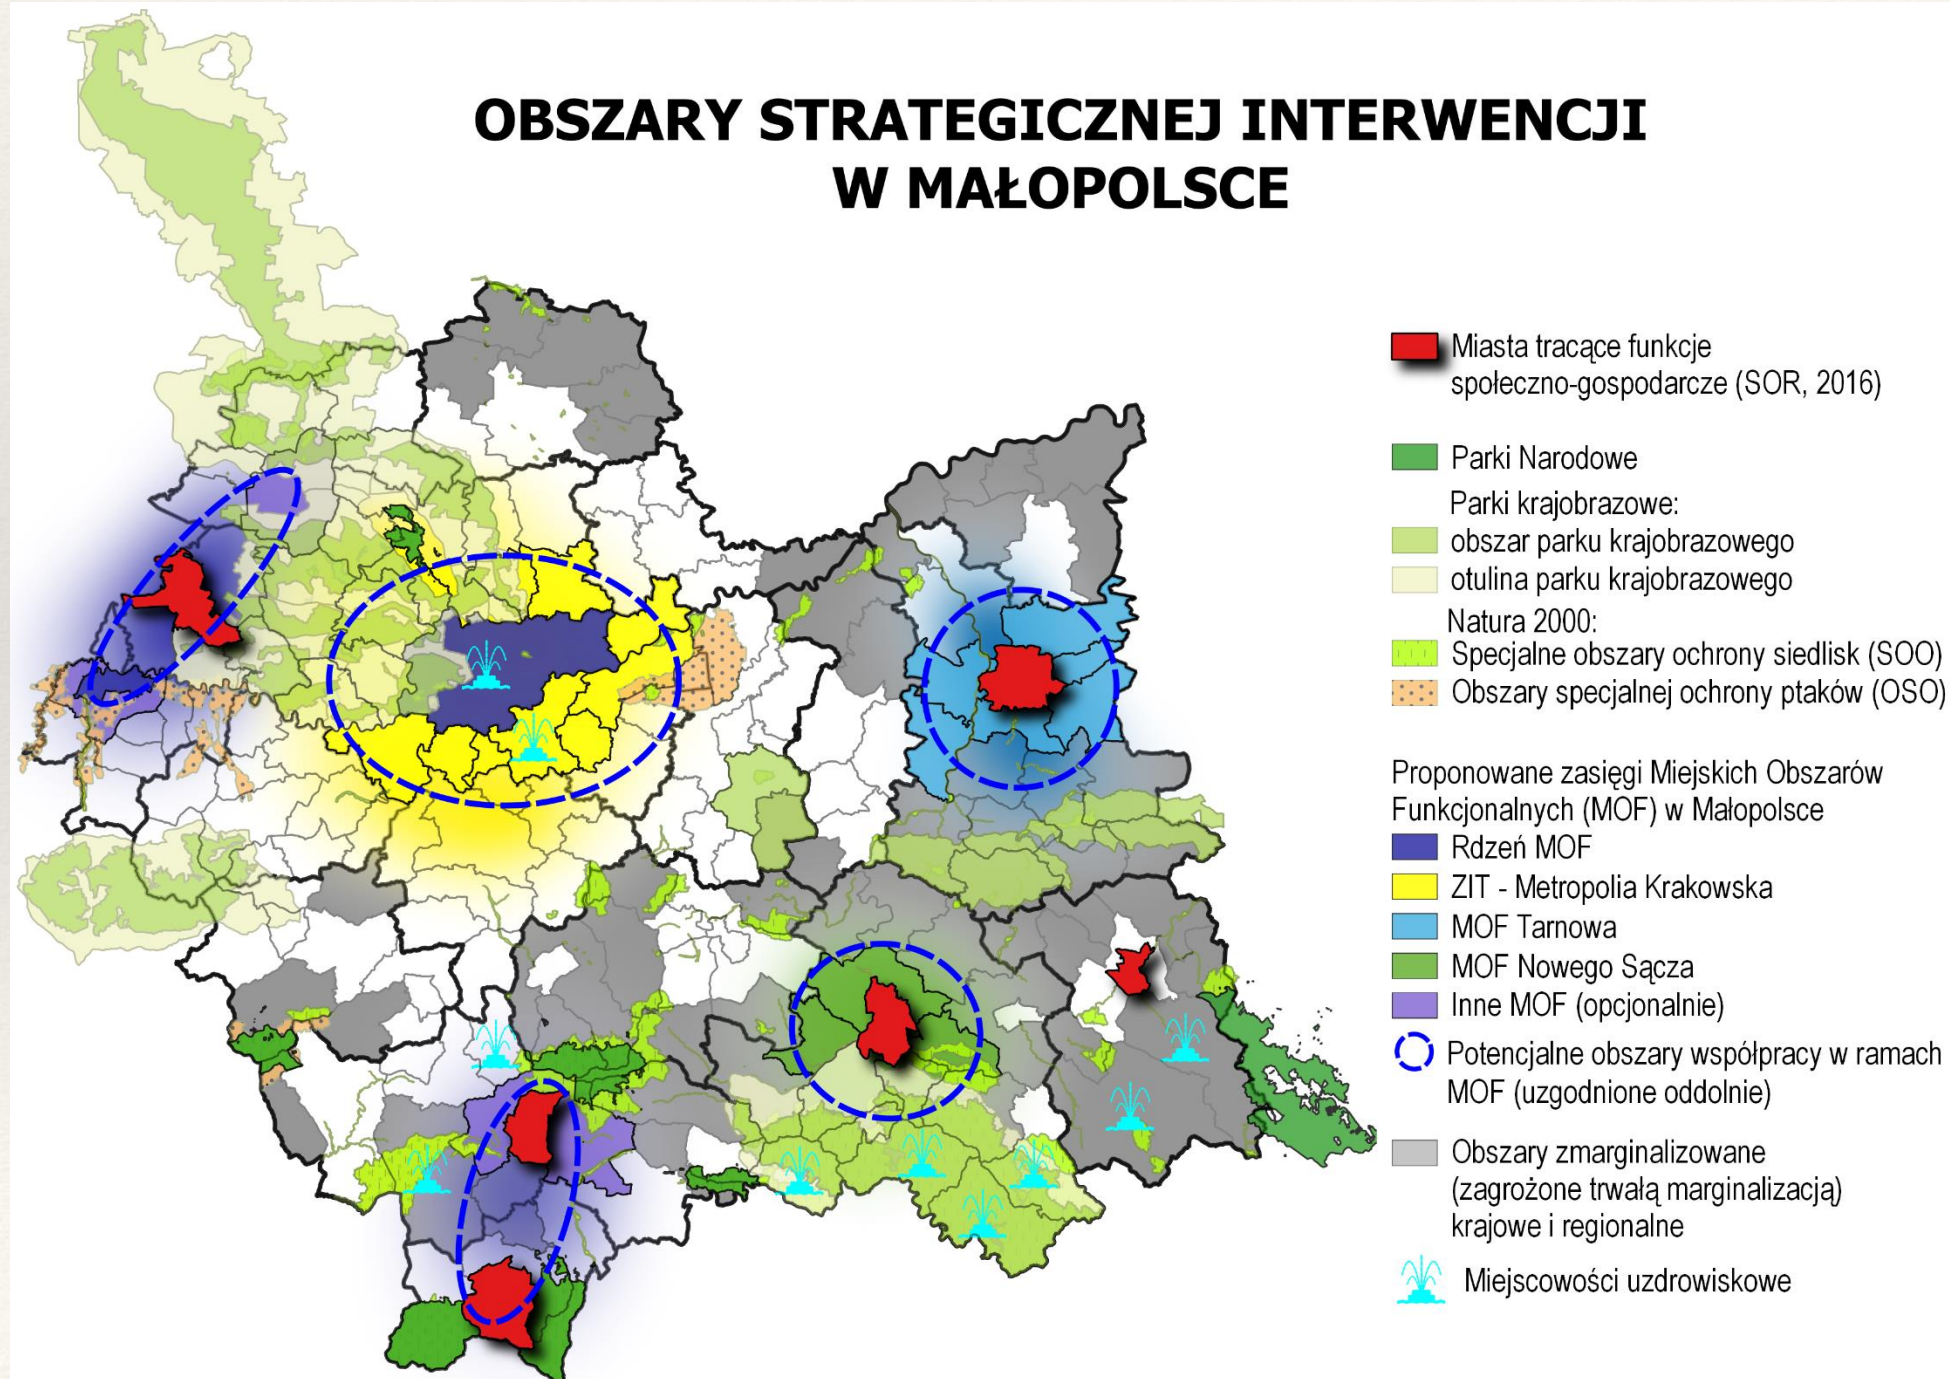 OBSZARY STRATEGICZNEJ INTERWENCJI
W MAŁOPOLSCE
Miasta tracące funkcje
społeczno-gospodarcze (SOR, 2016)
Parki Narodowe
Parki krajobrazowe:
obszar parku krajobrazowego
otulina parku krajobrazowego
Natura 2000:
Specjalne obszary ochrony siedlisk (SOO)
Obszary specjalnej ochrony ptaków (OSO)
Proponowane zasięgi Miejskich Obszarów
Funkcjonalnych (MOF) w Małopolsce
Rdzeń MOF
ZIT - Metropolia Krakowska
MOF Tarnowa
MOF Nowego Sącza
Inne MOF (opcjonalnie)
Potencjalne obszary współpracy w ramach
MOF (uzgodnione oddolnie)
Obszary zmarginalizowane
(zagrożone trwałą marginalizacją)
krajowe i regionalne
Miejscowości uzdrowiskowe